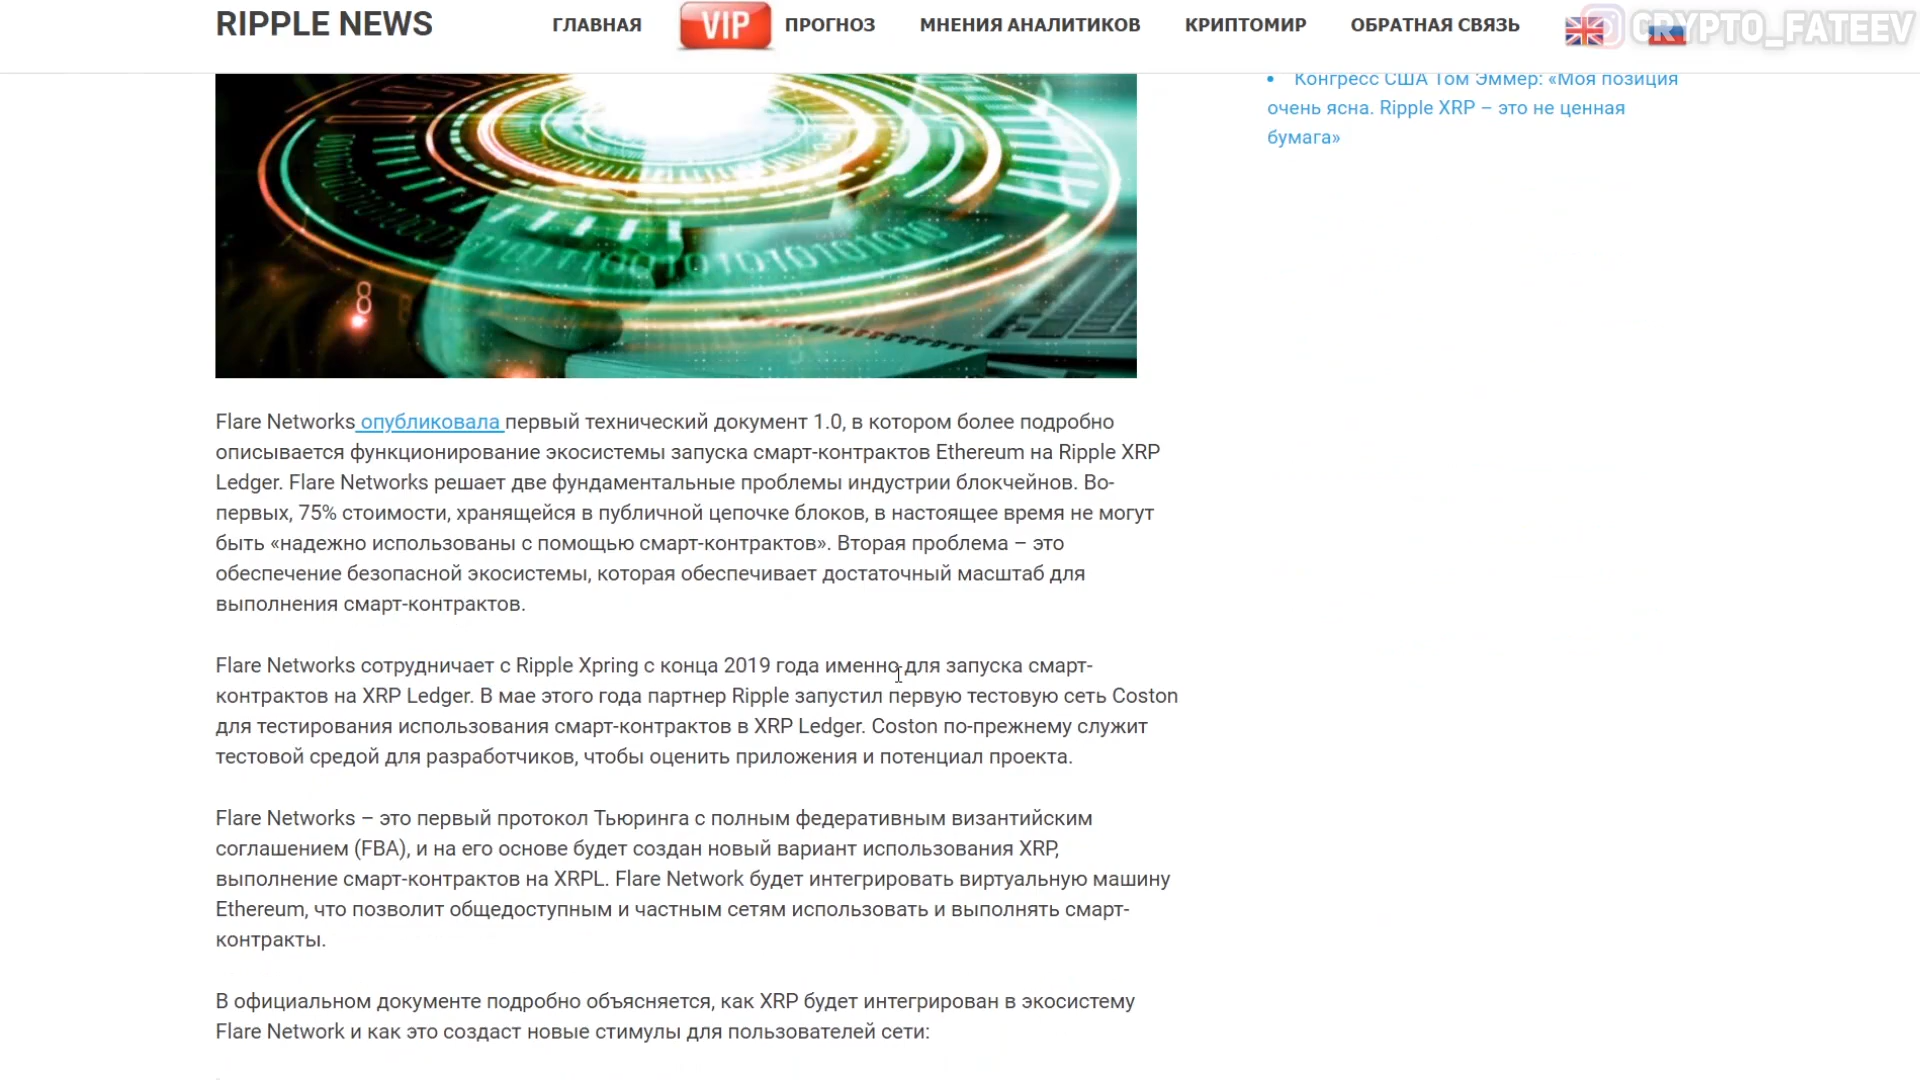 RIPPLE NEWS
ГЛАВНАЯ
VIP
ПРОГНОЗ
МНЕНИЯ АНАЛИТИКОВ
КРИПТОМИР
ОБРАТНАЯ СВЯЗЬ
CRYPTO_FATEEV
• Конгресс США Том Эммер: «Моя позиция
очень ясна. Ripple XRP – это не ценная
бумага»
8
Flare Networks опубликовала первый технический документ 1.0, в котором более подробно
описывается функционирование экосистемы запуска смарт-контрактов Ethereum на Ripple XRP
Ledger. Flare Networks решает две фундаментальные проблемы индустрии блокчейнов. Во-
первых, 75% стоимости, хранящейся в публичной цепочке блоков, в настоящее время не могут
быть «надежно использованы с помощью смарт-контрактов». Вторая проблема – это
обеспечение безопасной экосистемы, которая обеспечивает достаточный масштаб для
выполнения смарт-контрактов.
Flare Networks сотрудничает с Ripple Xpring с конца 2019 года именно для запуска смарт-
контрактов на XRP Ledger. В мае этого года партнер Ripple запустил первую тестовую сеть Coston
для тестирования использования смарт-контрактов в XRP Ledger. Coston по-прежнему служит
тестовой средой для разработчиков, чтобы оценить приложения и потенциал проекта.
Flare Networks – это первый протокол Тьюринга с полным федеративным византийским
соглашением (FBA), и на его основе будет создан новый вариант использования XRP,
выполнение смарт-контрактов на XRPL. Flare Network будет интегрировать виртуальную машину
Ethereum, что позволит общедоступным и частным сетям использовать и выполнять смарт-
контракты.
В официальном документе подробно объясняется, как XRP будет интегрирован в экосистему
Flare Network и как это создаст новые стимулы для пользователей сети: